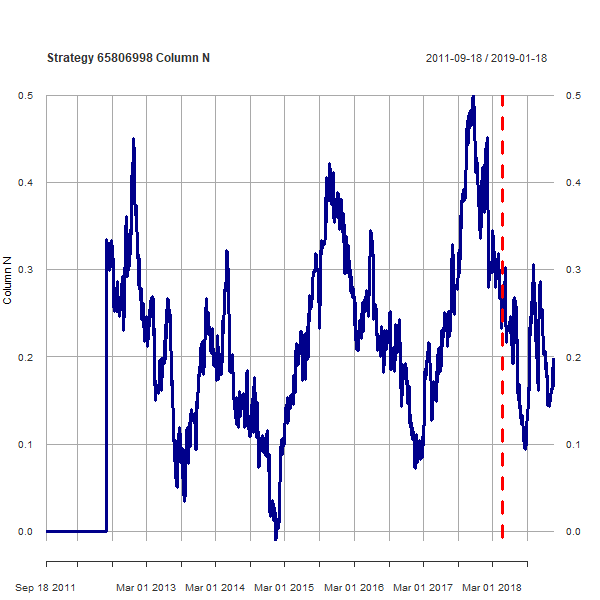 Strategy 65806998 Column N
2011-09-18 / 2019-01-18
0.5
0.5
0.4
0.4
0.3
0.3
Column N
0.2
0.2
0.1
0.1
0.0
0.0
Sep 18 2011
Mar 01 2013
Mar 01 2014
Mar 01 2015
Mar 01 2016
Mar 01 2017
Mar 01 2018